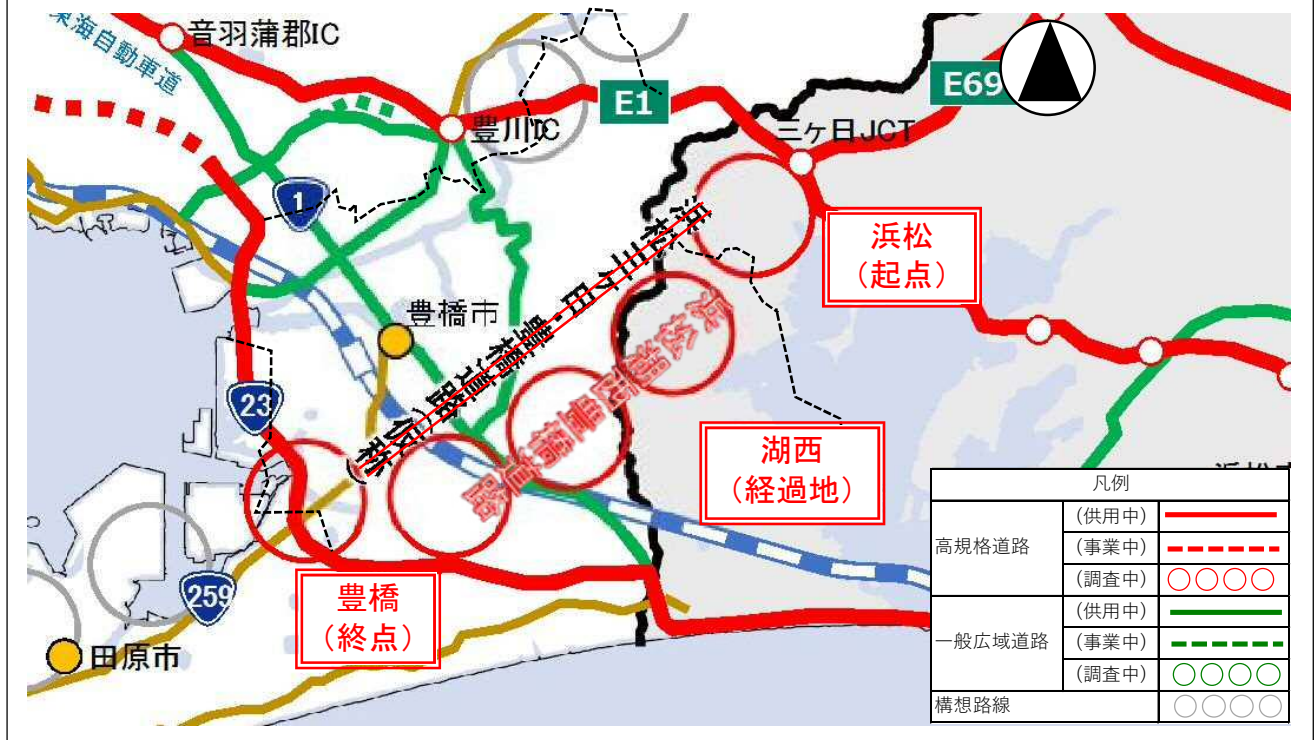 音羽蒲郡IC
東海自動車道
E1
E69
豊川IC
三ヶ日JCT
1
浜松
(起点)
浜松三ヶ日・豊橋道路(仮称)
豊橋市
浜松湖西豊橋道路
23
湖西
(経過地)
259
豊橋
(終点)
田原市
凡例
高規格道路
(供用中)
(事業中)
(調査中)
一般広域道路
(供用中)
(事業中)
(調査中)
構想路線